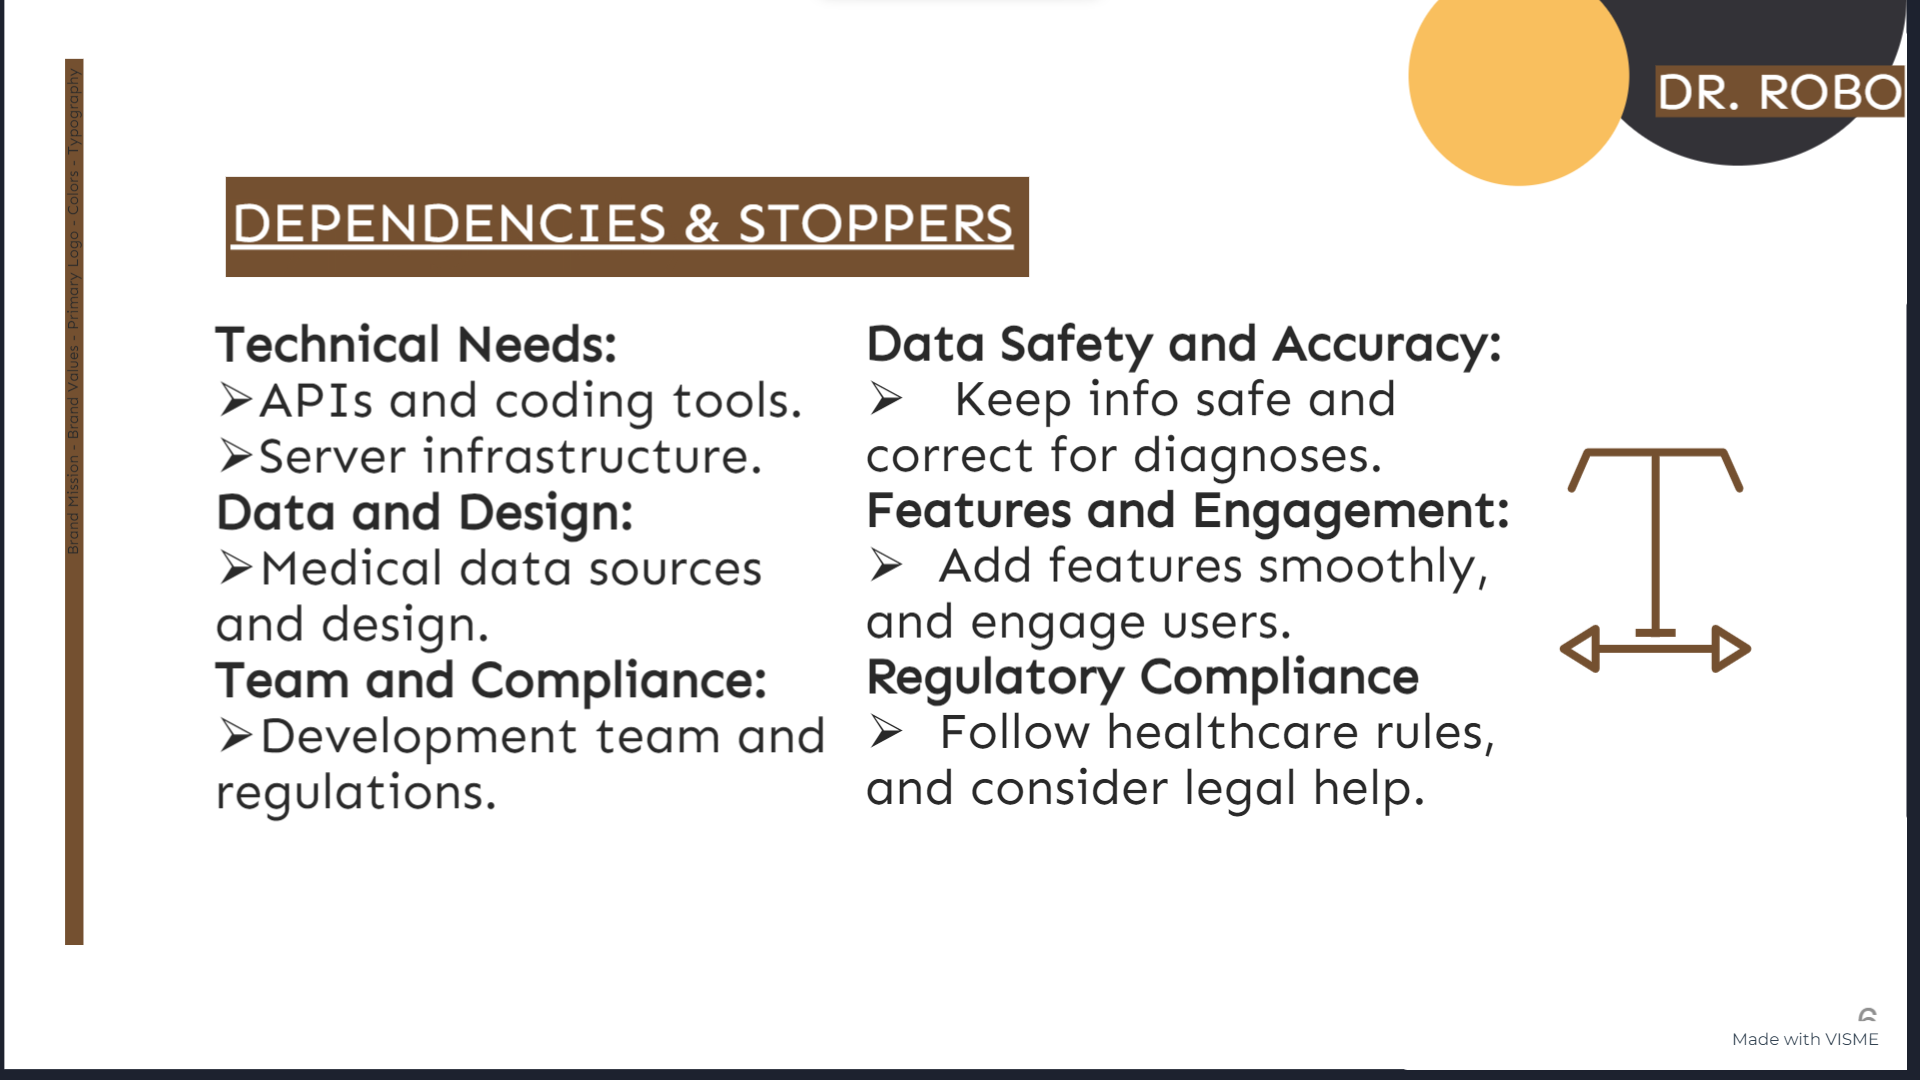 DR. ROBO
Brand Mission - Brand Values - Primary Logo - Colors - Typography
DEPENDENCIES & STOPPERS
Technical Needs:
➢APIs and coding tools.
➢Server infrastructure.
Data and Design:
➢Medical data sources
and design.
Team and Compliance:
➢Development team and
regulations.
Data Safety and Accuracy:
➢ Keep info safe and
correct for diagnoses.
Features and Engagement:
➢ Add features smoothly,
and engage users.
Regulatory Compliance
➢ Follow healthcare rules,
and consider legal help.
6
Made with VISME